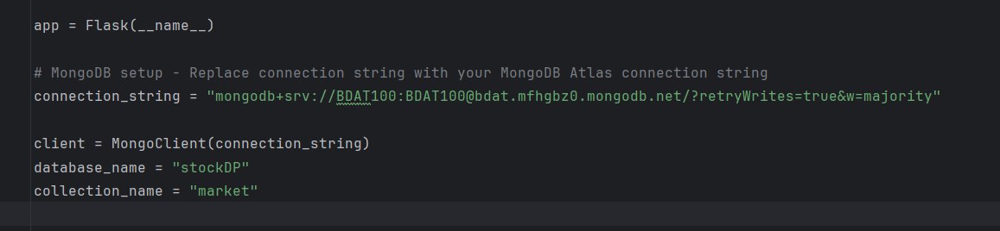 app = Flask(__name__)
# MongoDB setup - Replace connection string with your MongoDB Atlas connection string
connection_string = "mongodb+srv://BDAT100:BDAT100@bdat.mfhgbz0.mongodb.net/?retryWrites=true&w=majority"
client = MongoClient(connection_string)
database_name = "stockDP"
collection_name = "market"